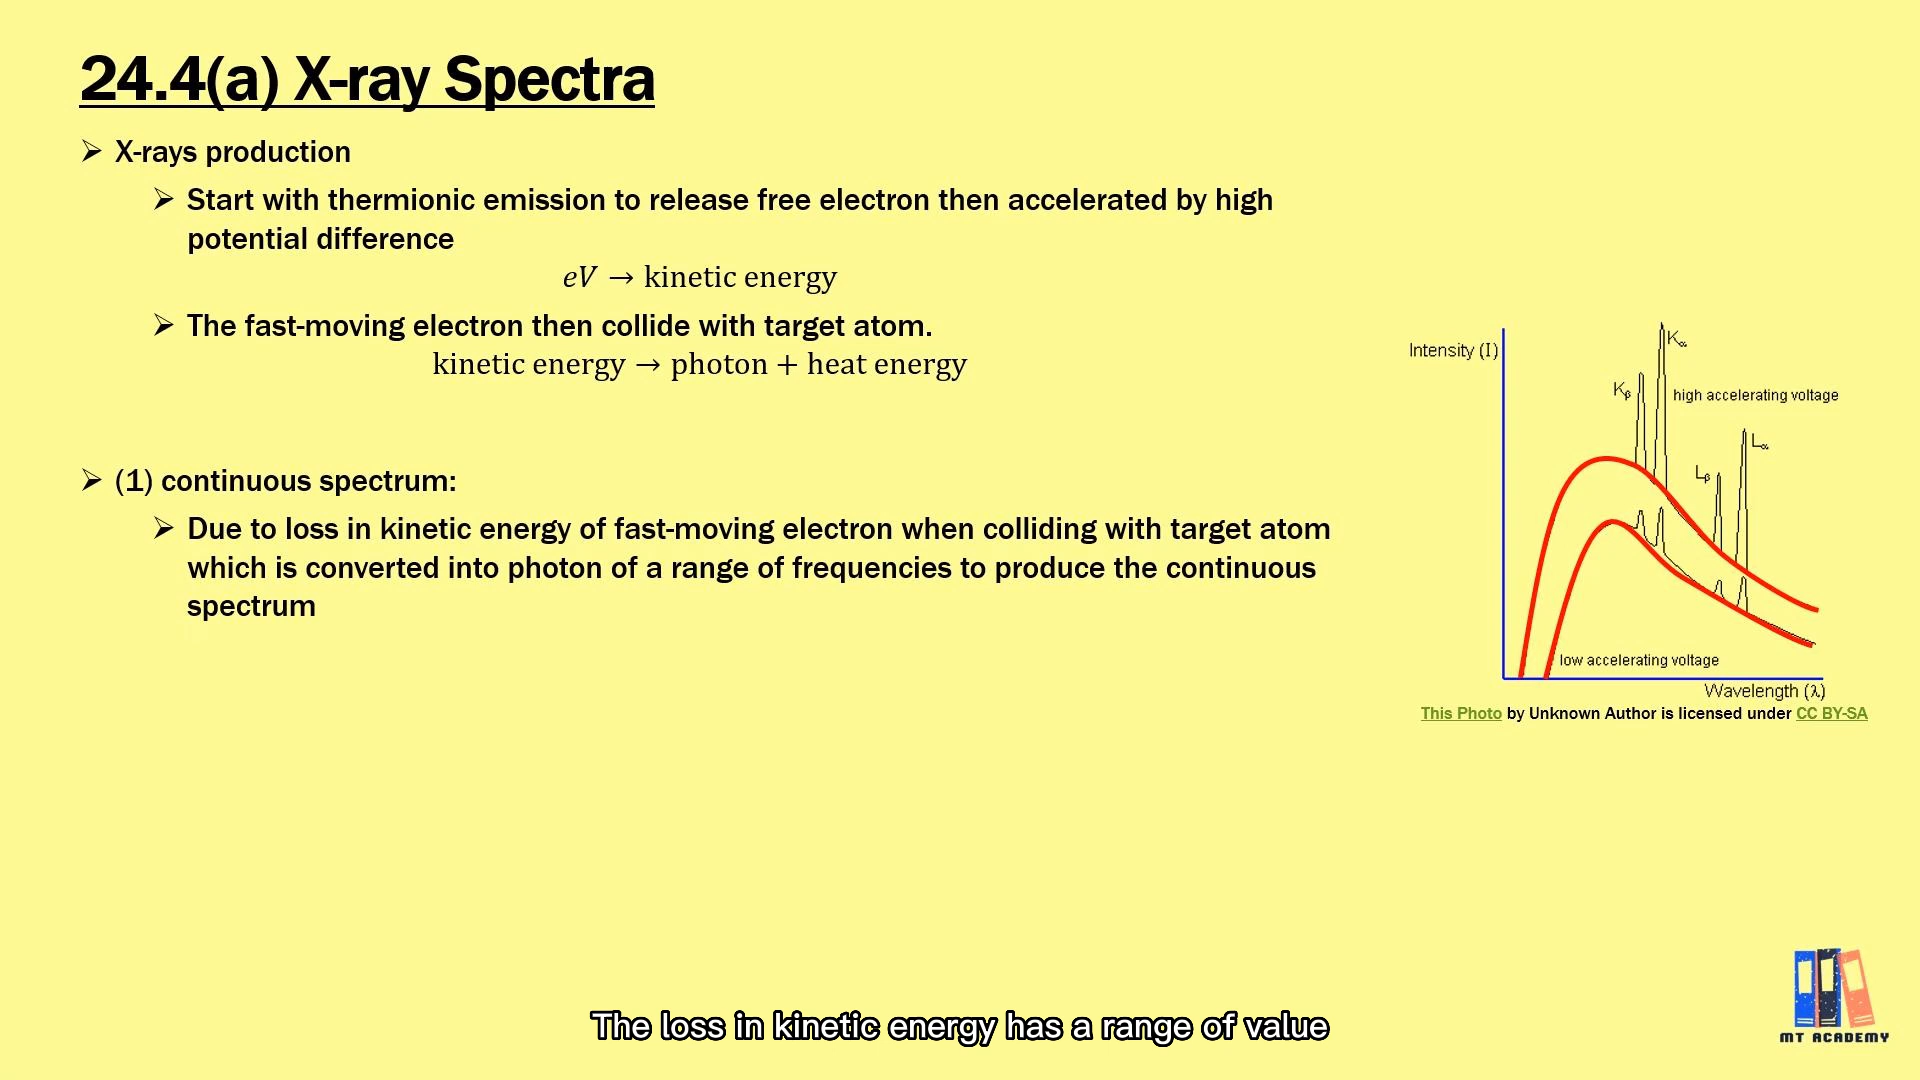 24.4(a) X-ray Spectra
➢ X-rays production
➢ Start with thermionic emission to release free electron then accelerated by high
potential difference
eV → kinetic energy
➢ The fast-moving electron then collide with target atom.
kinetic energy → photon + heat energy
➢ (1) continuous spectrum:
➢ Due to loss in kinetic energy of fast-moving electron when colliding with target atom
which is converted into photon of a range of frequencies to produce the continuous
spectrum
Intensity (I)
Kα
Kβ
high accelerating voltage
Lα
Lβ
low accelerating voltage
Wavelength (λ)
This Photo by Unknown Author is licensed under CC BY-SA
The loss in kinetic energy has a range of value
MT ACADEMY